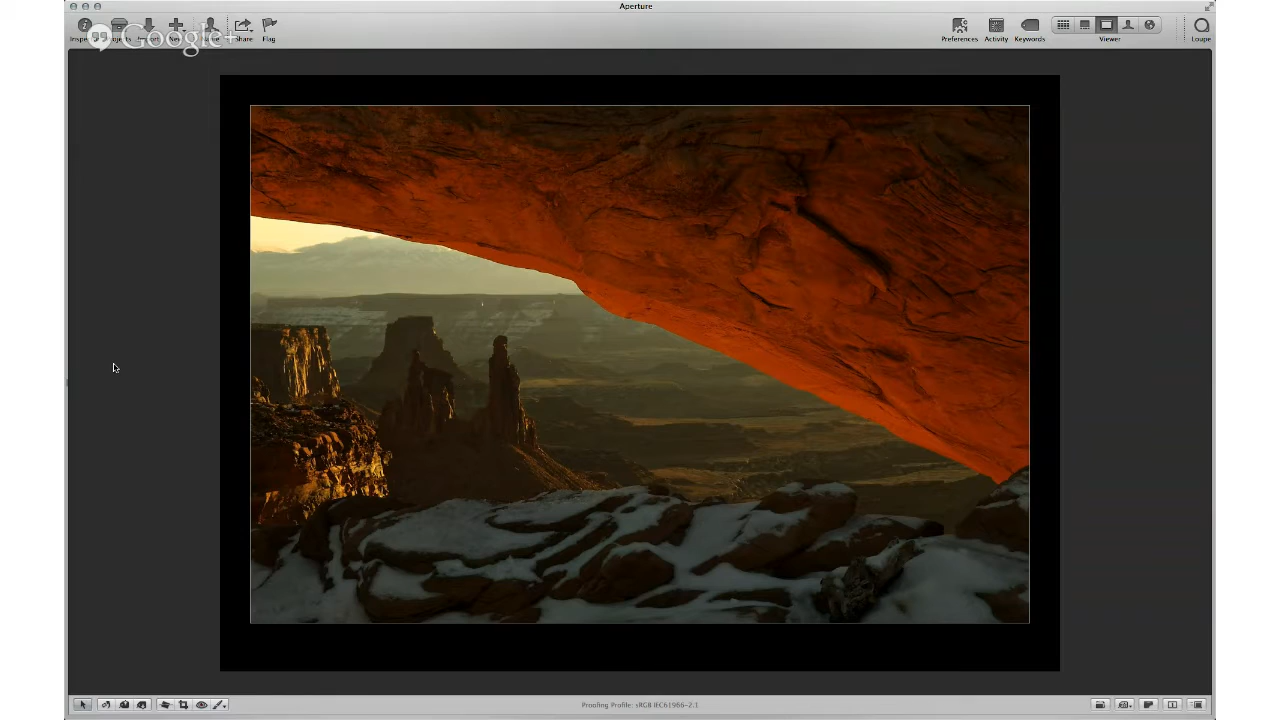 Aperture
Google+
Share
Flag
Preferences
Activity
Keywords
Viewer
Loupe
Proofing Profile: sRGB IEC61966-2.1